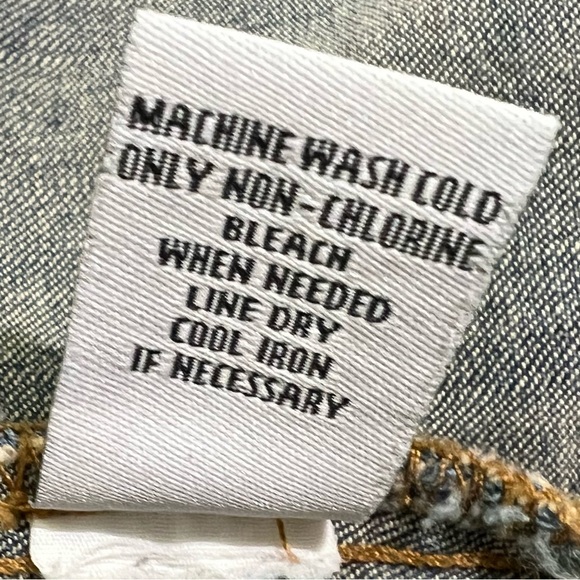 MACHINE WASH COLD
ONLY NON-CHLORINE
BLEACH
WHEN NEEDED
LINE DRY
COOL IRON
IF NECESSARY